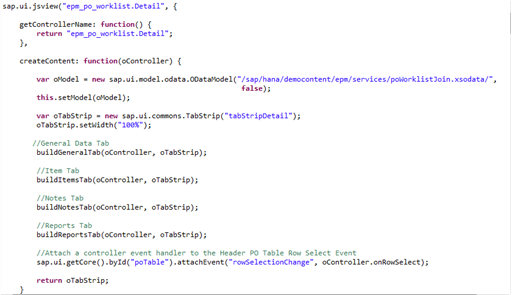 sap.ui.jsview("epm_po_worklist.Detail", {
getControllerName: function() {
return "epm_po_worklist.Detail";
},
createContent: function(oController) {
var oModel = new sap.ui.model.odata.ODataModel("/sap/hana/democontent/epm/services/poWorklistJoin.xsodata/",
false);
this.setModel(oModel);
var oTabStrip = new sap.ui.commons.TabStrip("tabStripDetail");
oTabStrip.setWidth("100%");
//General Data Tab
buildGeneralTab(oController, oTabStrip);
//Item Tab
buildItemsTab(oController, oTabStrip);
//Notes Tab
buildNotesTab(oController, oTabStrip);
//Reports Tab
buildReportsTab(oController, oTabStrip);
//Attach a controller event handler to the Header PO Table Row Select Event
sap.ui.getCore().byId("poTable").attachEvent("rowSelectionChange", oController.onRowSelect);
return oTabStrip;
}